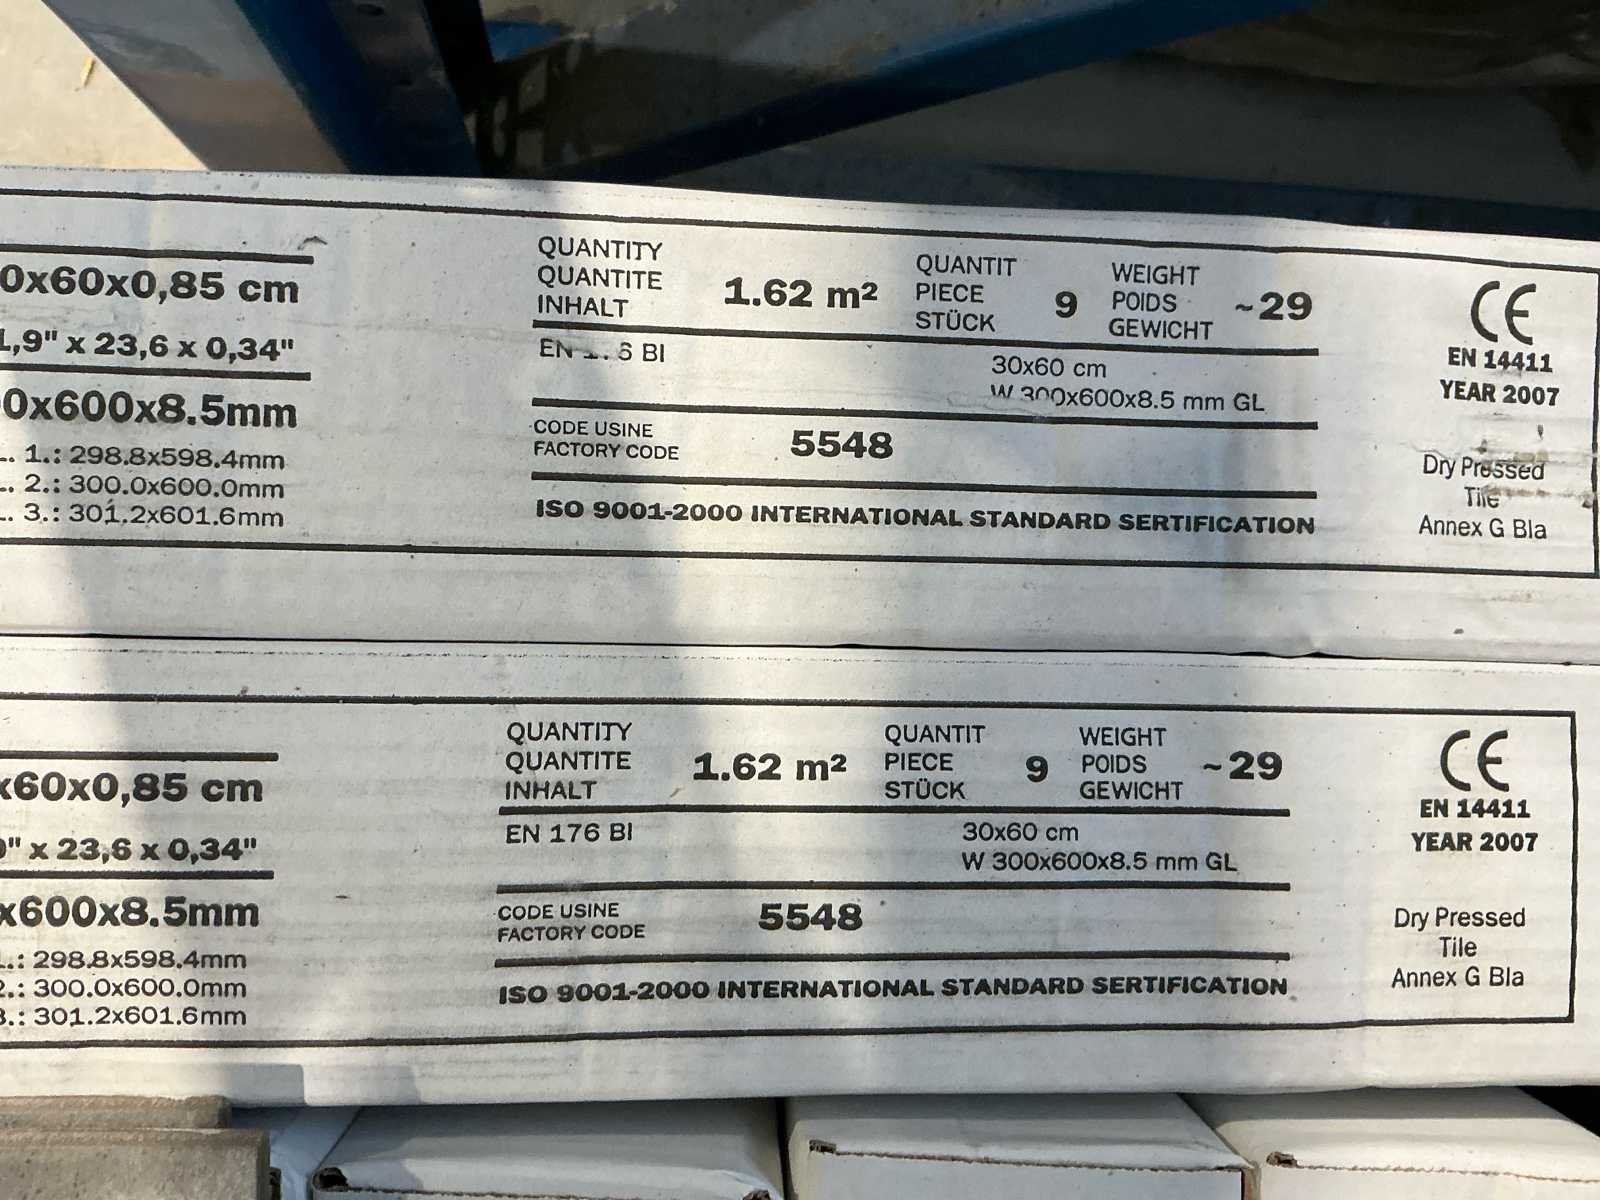 0x60x0,85 cm
1,9" x 23,6 x 0,34"
0x600x8.5mm
1.: 298.8x598.4mm
2.: 300.0x600.0mm
3.: 301.2x601.6mm
QUANTITY
QUANTITE
INHALT
1.62 m²
QUANTIT
PIECE
STÜCK
9
WEIGHT
POIDS
GEWICHT
~29
EN 6 BI
30x60 cm
W 300x600x8.5 mm GL
CODE USINE
FACTORY CODE
5548
ISO 9001-2000 INTERNATIONAL STANDARD SERTIFICATION
CE
EN 14411
YEAR 2007
Dry Pressed
Tile
Annex G Bla
x60x0,85 cm
" x 23,6 x 0,34"
x600x8.5mm
.: 298.8x598.4mm
2.: 300.0x600.0mm
3.: 301.2x601.6mm
QUANTITY
QUANTITE
INHALT
1.62 m²
QUANTIT
PIECE
STÜCK
9
WEIGHT
POIDS
GEWICHT
~29
EN 176 BI
30x60 cm
W 300x600x8.5 mm GL
CODE USINE
FACTORY CODE
5548
ISO 9001-2000 INTERNATIONAL STANDARD SERTIFICATION
CE
EN 14411
YEAR 2007
Dry Pressed
Tile
Annex G Bla